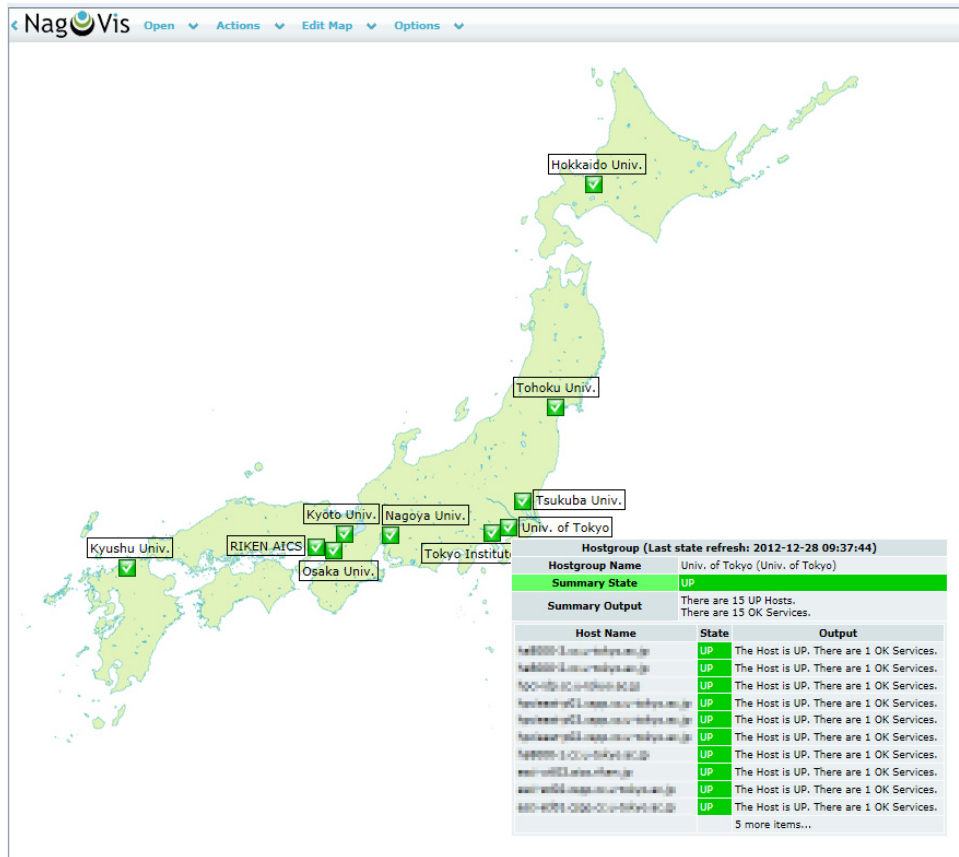 NagVis Open Actions Edit Map Options
Hokkaido Univ.
Tohoku Univ.
Tsukuba Univ.
Kyoto Univ.
Nagoya Univ.
Univ. of Tokyo
Kyushu Univ.
RIKEN AICS
Tokyo Institute
Osaka Univ.
Hostgroup (Last state refresh: 2012-12-28 09:37:44)
Hostgroup Name Univ. of Tokyo (Univ. of Tokyo)
Summary State UP
Summary Output There are 15 UP Hosts.
There are 15 OK Services.
Host Name State Output
UP The Host is UP. There are 1 OK Services.
UP The Host is UP. There are 1 OK Services.
UP The Host is UP. There are 1 OK Services.
UP The Host is UP. There are 1 OK Services.
UP The Host is UP. There are 1 OK Services.
UP The Host is UP. There are 1 OK Services.
UP The Host is UP. There are 1 OK Services.
UP The Host is UP. There are 1 OK Services.
UP The Host is UP. There are 1 OK Services.
UP The Host is UP. There are 1 OK Services.
5 more items...